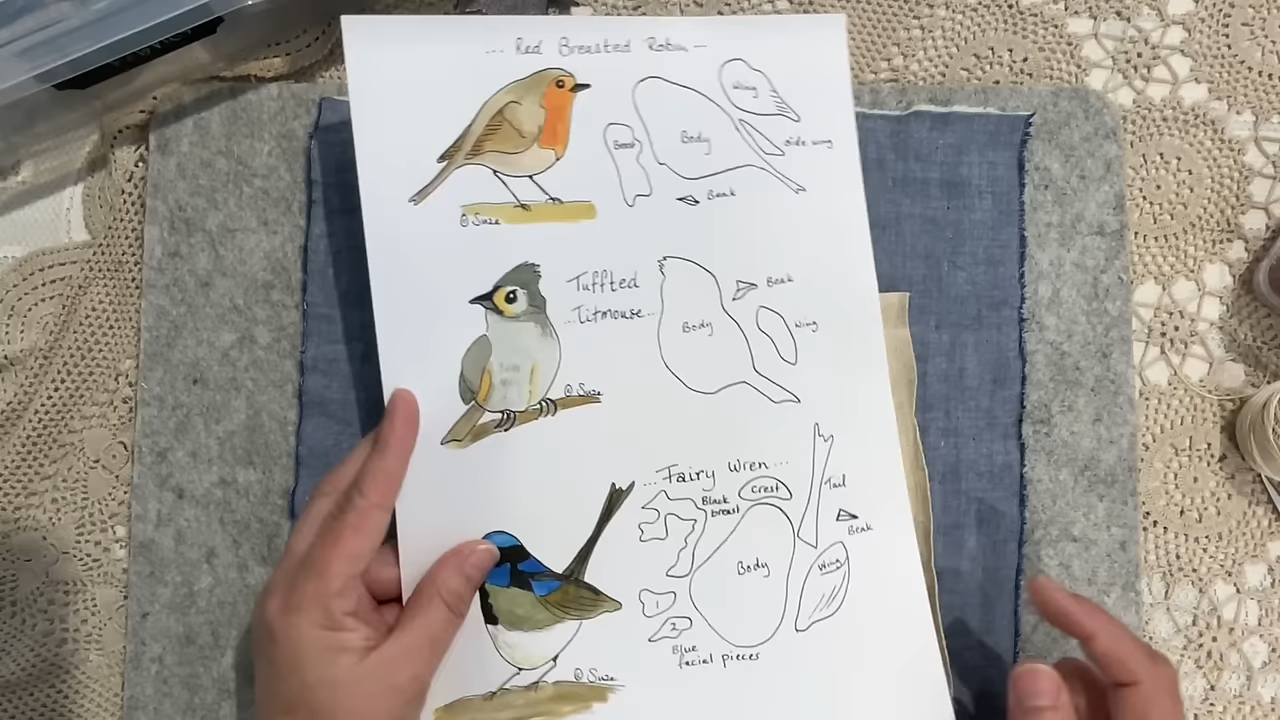 ... Red Breasted Robin —
Wing
Breast
Body
side wing
Beak
© Suze
Tuffted
...Titmouse...
Beak
Body
Wing
© Suze
...Fairy Wren...
Crest
Black
breast
Tail
Beak
Body
Wing
1
2
Blue
facial pieces
© Suze